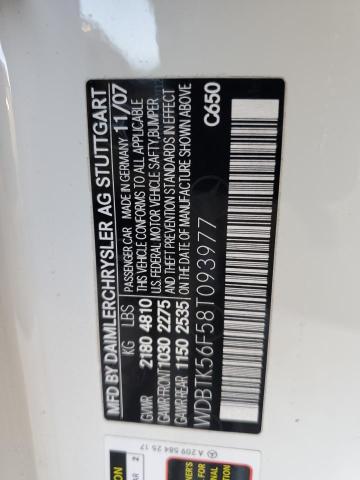 MFD BY DAIMLERCHRYSLER AG STUTTGART
PASSENGER CAR MADE IN GERMANY 11/07
KG LBS THIS VEHICLE CONFORMS TO ALL APPLICABLE
GVWR 2180 4810 U.S. FEDERAL MOTOR VEHICLE SAFTY,BUMPER
GAWR FRONT 1030 2275 AND THEFT PREVENTION STANDARDS IN EFFECT
GAWR REAR 1150 2535 ON THE DATE OF MANUFACTURE SHOWN ABOVE
WDBTK56F58T093977 C650
A 209 584 25 17
2